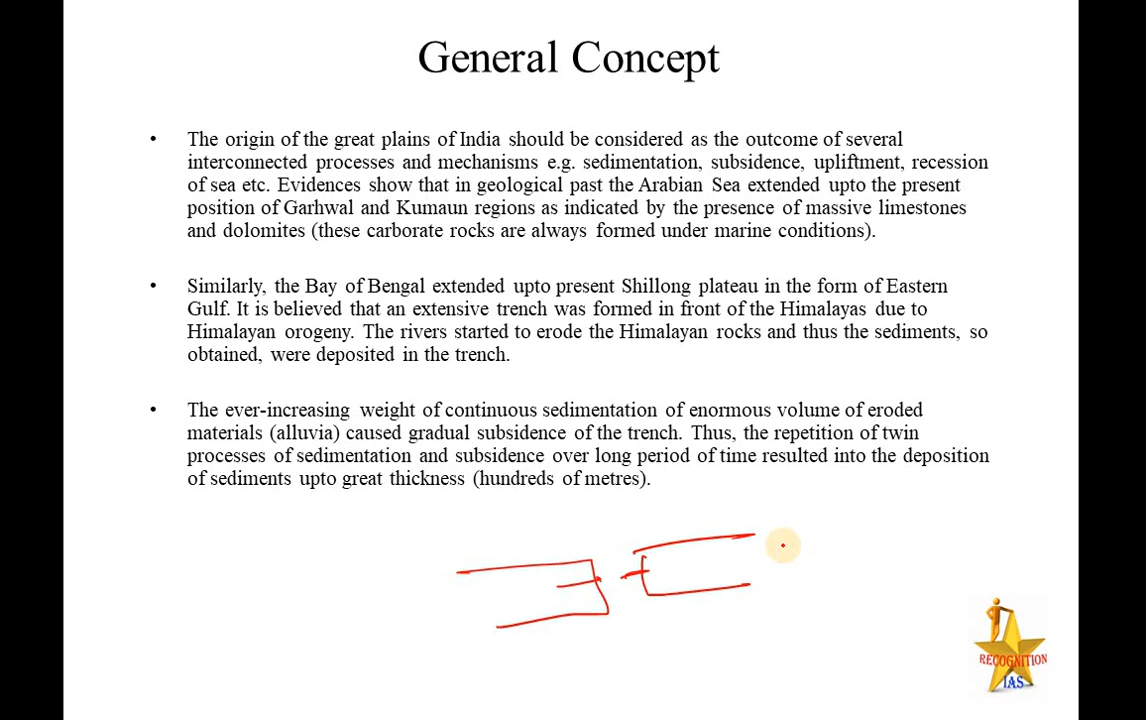 General Concept
• The origin of the great plains of India should be considered as the outcome of several
interconnected processes and mechanisms e.g. sedimentation, subsidence, upliftment, recession
of sea etc. Evidences show that in geological past the Arabian Sea extended upto the present
position of Garhwal and Kumaun regions as indicated by the presence of massive limestones
and dolomites (these carborate rocks are always formed under marine conditions).
• Similarly, the Bay of Bengal extended upto present Shillong plateau in the form of Eastern
Gulf. It is believed that an extensive trench was formed in front of the Himalayas due to
Himalayan orogeny. The rivers started to erode the Himalayan rocks and thus the sediments, so
obtained, were deposited in the trench.
• The ever-increasing weight of continuous sedimentation of enormous volume of eroded
materials (alluvia) caused gradual subsidence of the trench. Thus, the repetition of twin
processes of sedimentation and subsidence over long period of time resulted into the deposition
of sediments upto great thickness (hundreds of metres).
RECOGNITION
IAS